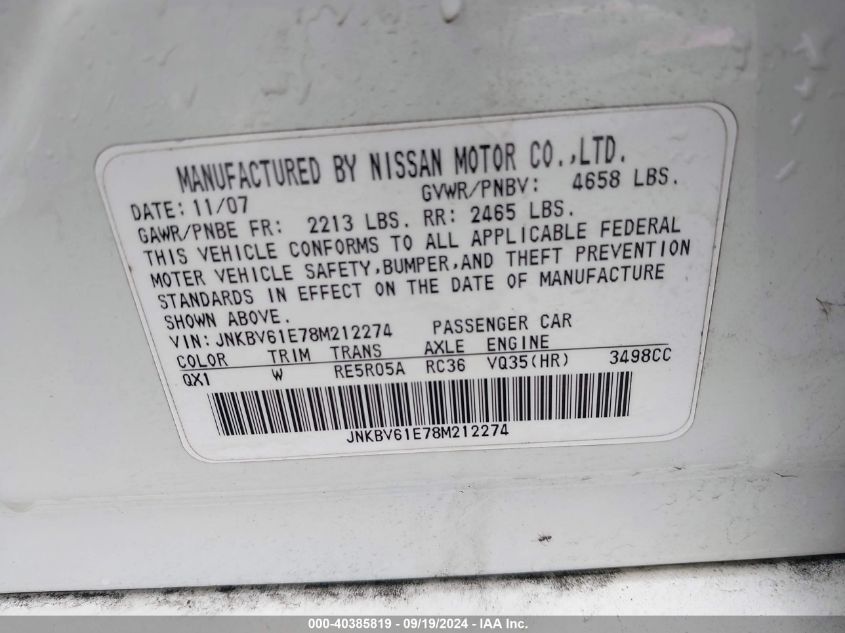 MANUFACTURED BY NISSAN MOTOR CO.,LTD.
DATE: 11/07 GVWR/PNBV: 4658 LBS.
GAWR/PNBE FR: 2213 LBS. RR: 2465 LBS.
THIS VEHICLE CONFORMS TO ALL APPLICABLE FEDERAL
MOTER VEHICLE SAFETY,BUMPER,AND THEFT PREVENTION
STANDARDS IN EFFECT ON THE DATE OF MANUFACTURE
SHOWN ABOVE.
VIN: JNKBV61E78M212274 PASSENGER CAR
COLOR TRIM TRANS AXLE ENGINE
QX1 W RE5R05A RC36 VQ35(HR) 3498CC
JNKBV61E78M212274
000-40385819 - 09/19/2024 - IAA Inc.